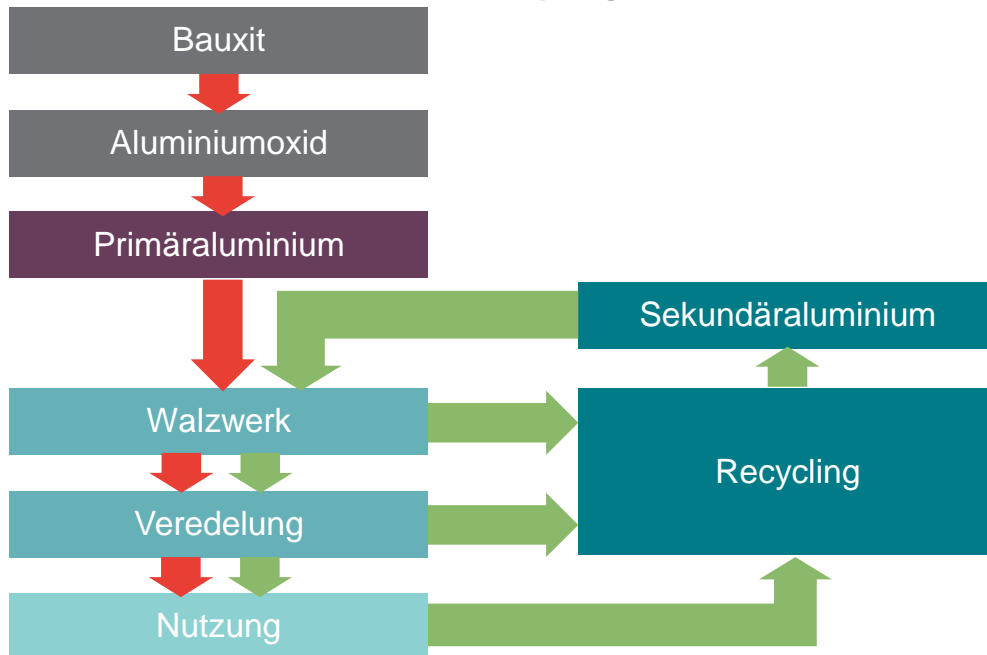 Bauxit
Aluminiumoxid
Primäraluminium
Sekundäraluminium
Walzwerk
Recycling
Veredelung
Nutzung